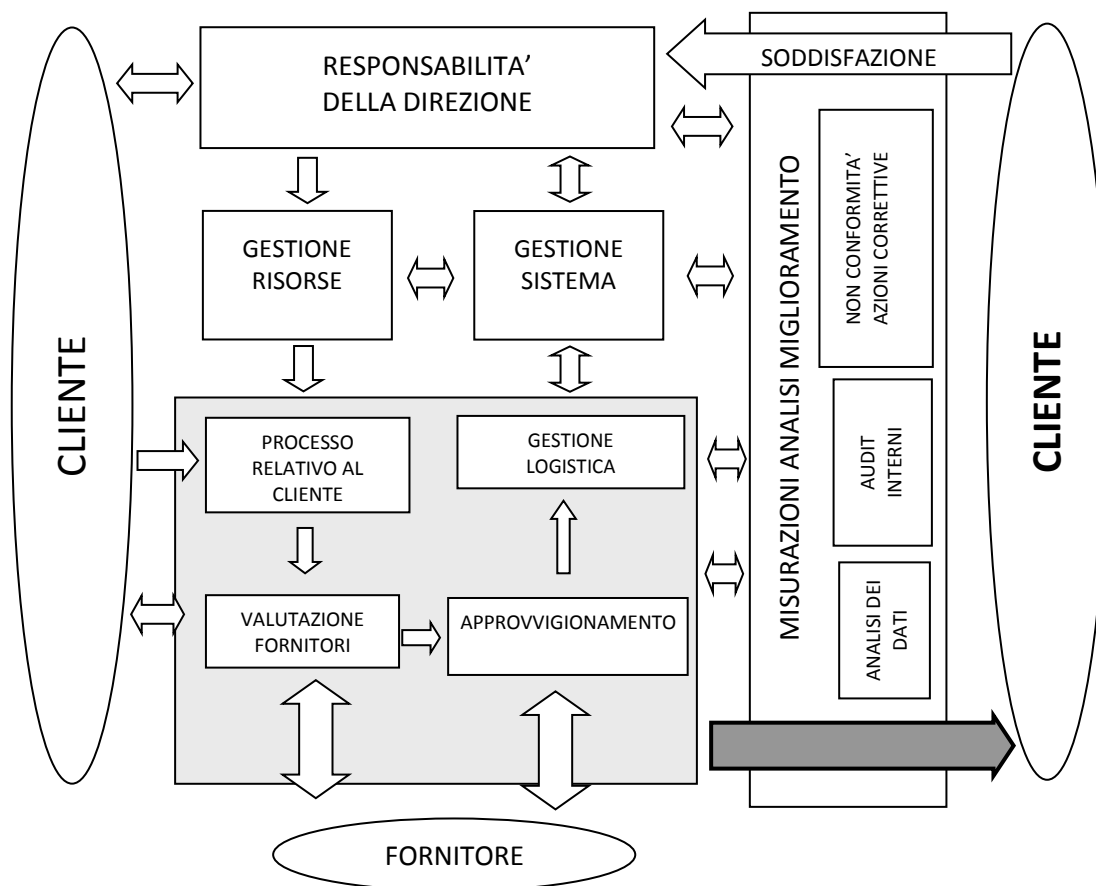 RESPONSABILITA’
DELLA DIREZIONE
SODDISFAZIONE
GESTIONE
RISORSE
GESTIONE
SISTEMA
CLIENTE
PROCESSO
RELATIVO AL
CLIENTE
GESTIONE
LOGISTICA
VALUTAZIONE
FORNITORI
APPROVVIGIONAMENTO
MISURAZIONI ANALISI MIGLIORAMENTO
NON CONFORMITA’
AZIONI CORRETTIVE
AUDIT
INTERNI
ANALISI DEI
DATI
CLIENTE
FORNITORE